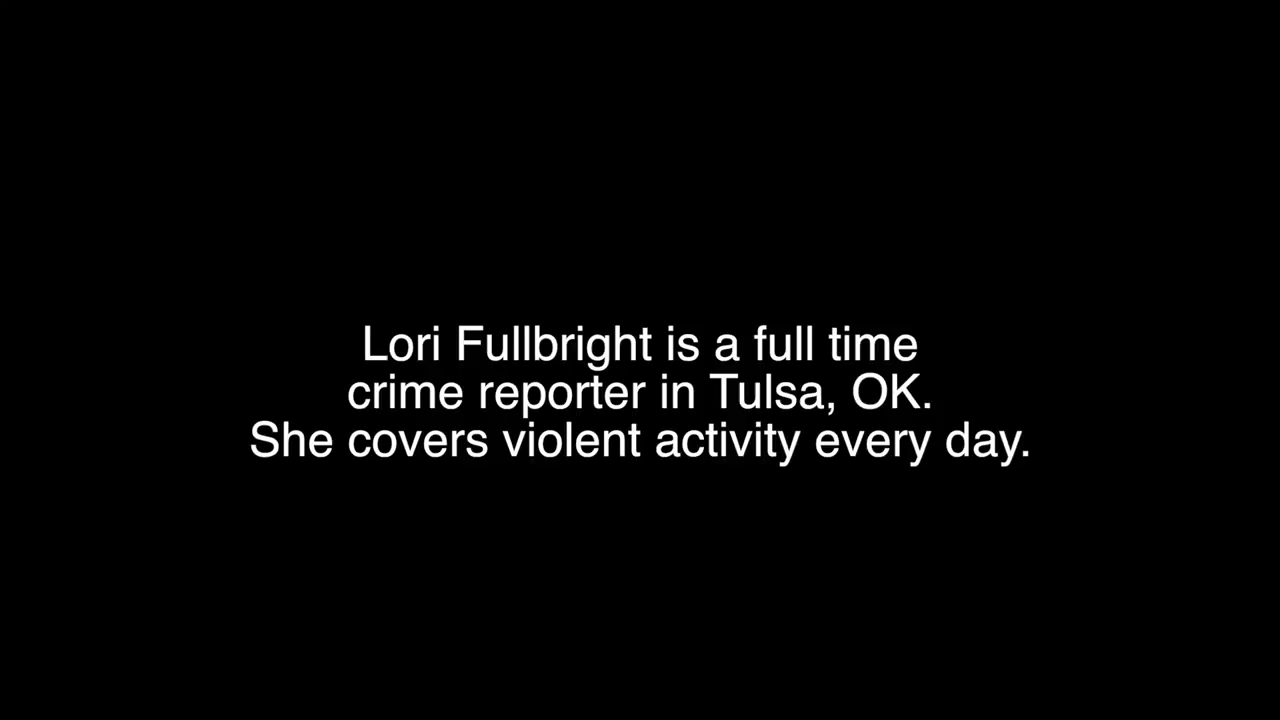 Lori Fullbright is a full time
crime reporter in Tulsa, OK.
She covers violent activity every day.